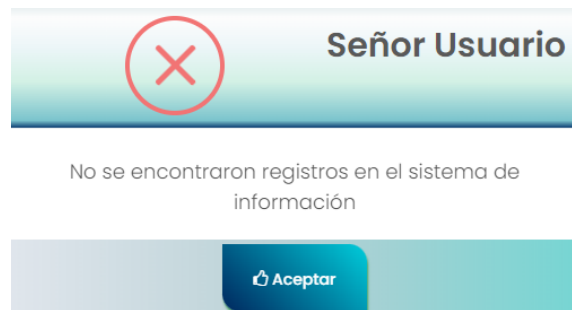 Señor Usuario
No se encontraron registros en el sistema de
información
Aceptar